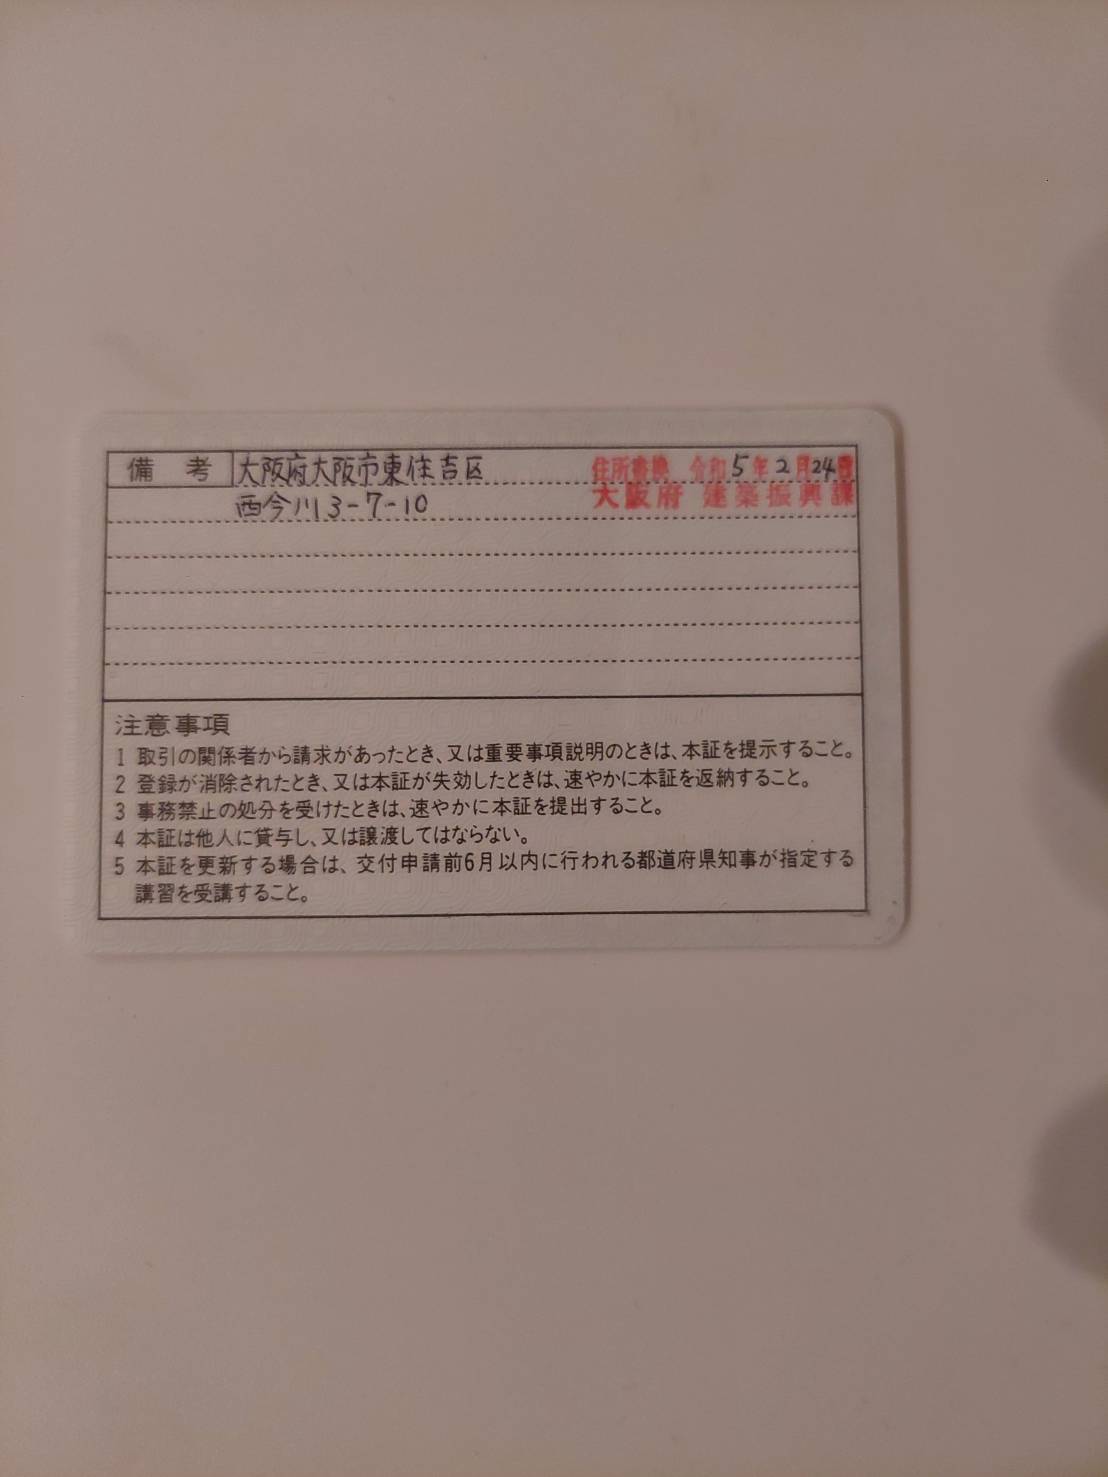 備考 大阪府大阪市東住吉区 住所書換 令和5年2月24日
西今川3-7-10 大阪府 建築振興課
注意事項
1 取引の関係者から請求があったとき、又は重要事項説明のときは、本証を提示すること。
2 登録が消除されたとき、又は本証が失効したときは、速やかに本証を返納すること。
3 事務禁止の処分を受けたときは、速やかに本証を提出すること。
4 本証は他人に貸与し、又は譲渡してはならない。
5 本証を更新する場合は、交付申請前6月以内に行われる都道府県知事が指定する
講習を受講すること。